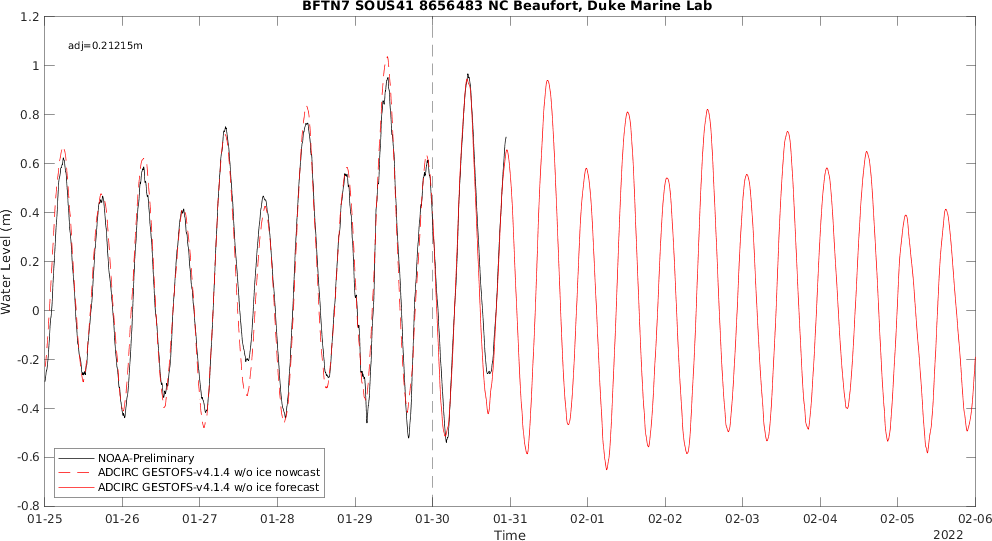 BFTN7 SOUS41 8656483 NC Beaufort, Duke Marine Lab
adj=0.21215m
1.2
1
0.8
0.6
0.4
0.2
0
-0.2
-0.4
-0.6
-0.8
Water Level (m)
NOAA-Preliminary
ADCIRC GESTOFS-v4.1.4 w/o ice nowcast
ADCIRC GESTOFS-v4.1.4 w/o ice forecast
01-25 01-26 01-27 01-28 01-29 01-30 01-31 02-01 02-02 02-03 02-04 02-05 02-06
Time
2022